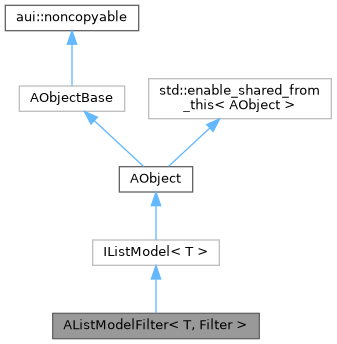 aui::noncopyable
AObjectBase
std::enable_shared_from
_this< AObject >
AObject
IListModel< T >
AListModelFilter< T, Filter >